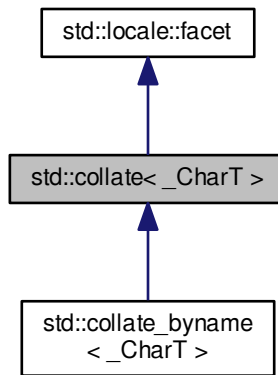 std::locale::facet
std::collate< _CharT >
std::collate_byname
< _CharT >